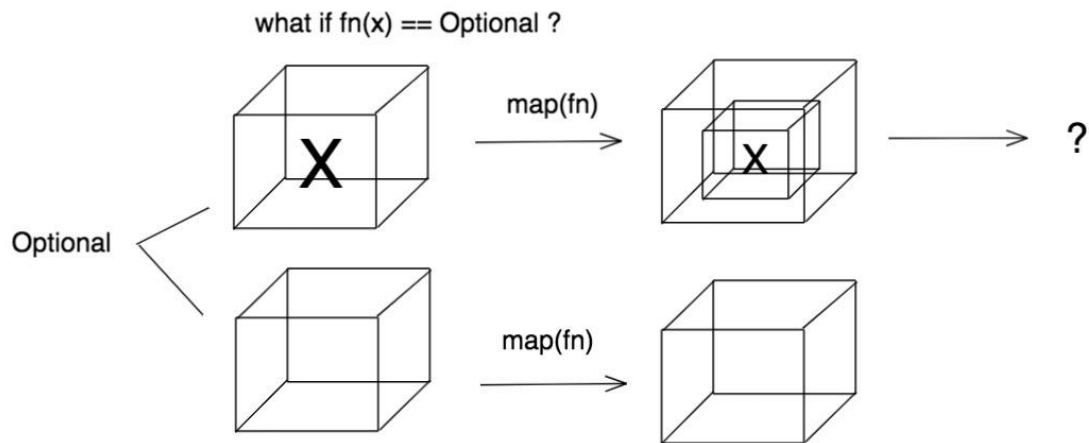 what if fn(x) == Optional ?
map(fn)
X
X
?
Optional
map(fn)